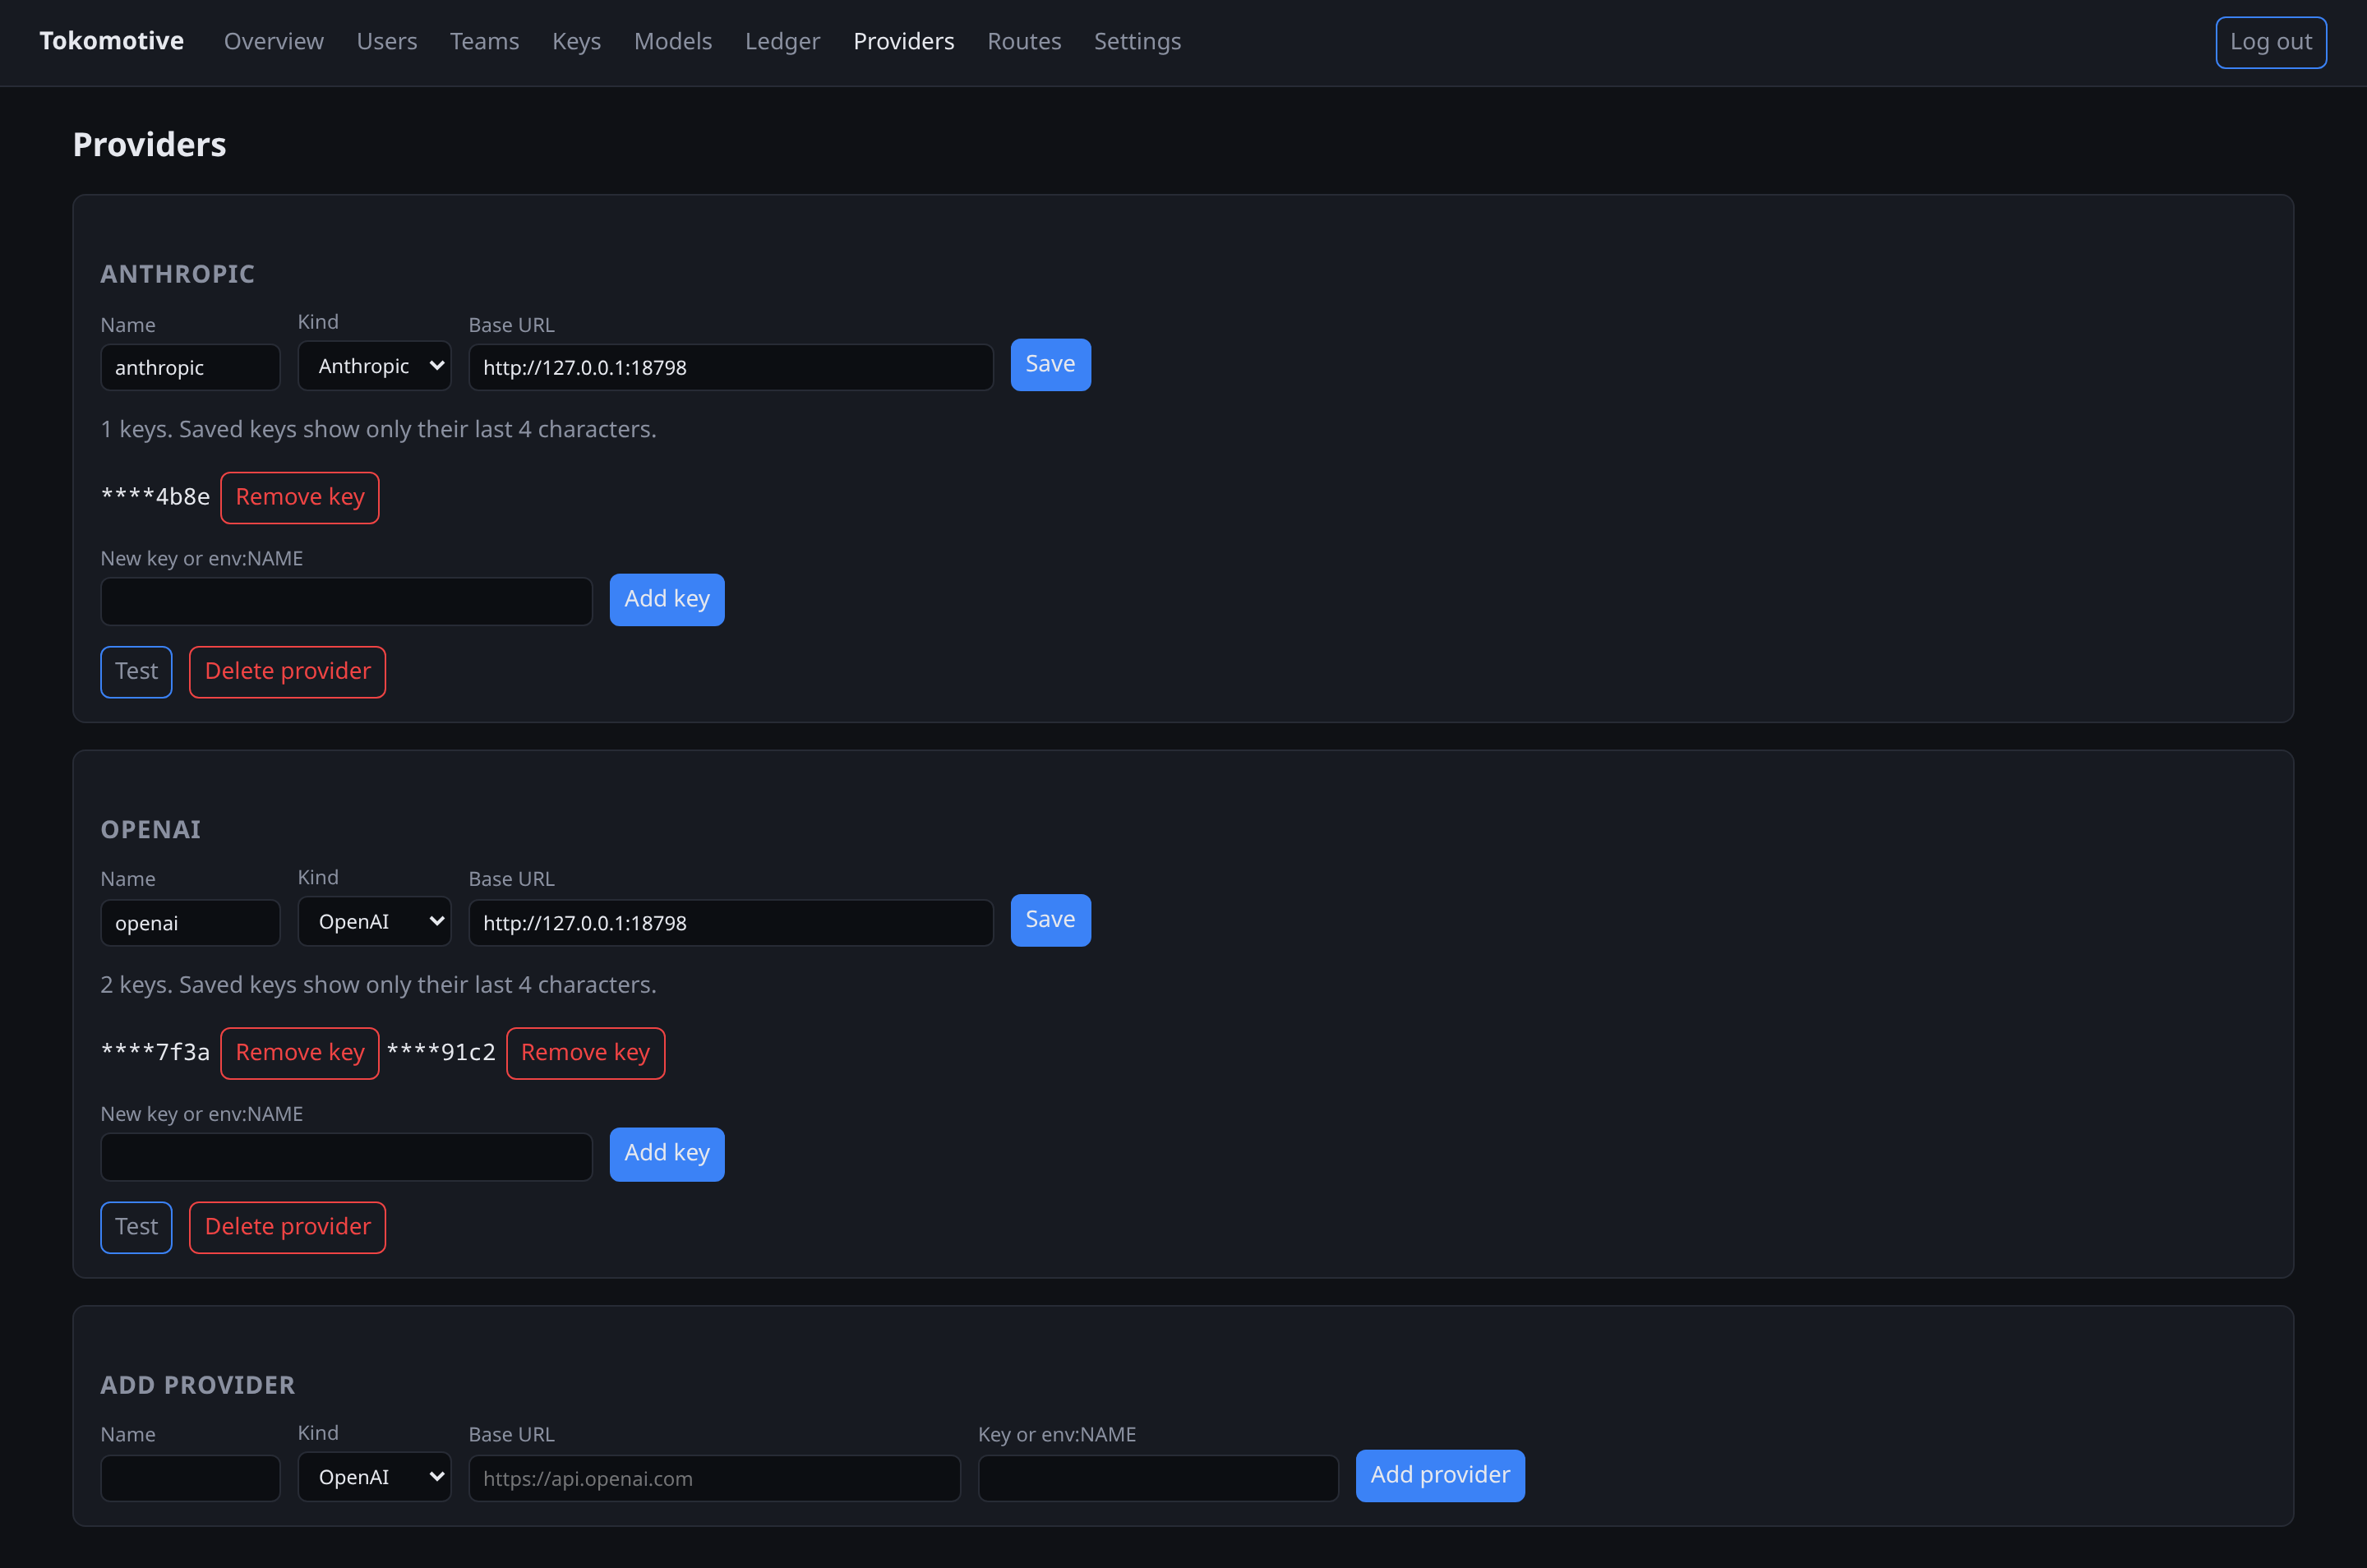 Tokomotive Overview Users Teams Keys Models Ledger Providers Routes Settings Log out
Providers
ANTHROPIC
Name Kind Base URL
anthropic Anthropic http://127.0.0.1:18798 Save
1 keys. Saved keys show only their last 4 characters.
****4b8e Remove key
New key or env:NAME
Add key
Test Delete provider
OPENAI
Name Kind Base URL
openai OpenAI http://127.0.0.1:18798 Save
2 keys. Saved keys show only their last 4 characters.
****7f3a Remove key ****91c2 Remove key
New key or env:NAME
Add key
Test Delete provider
ADD PROVIDER
Name Kind Base URL Key or env:NAME
OpenAI https://api.openai.com Add provider